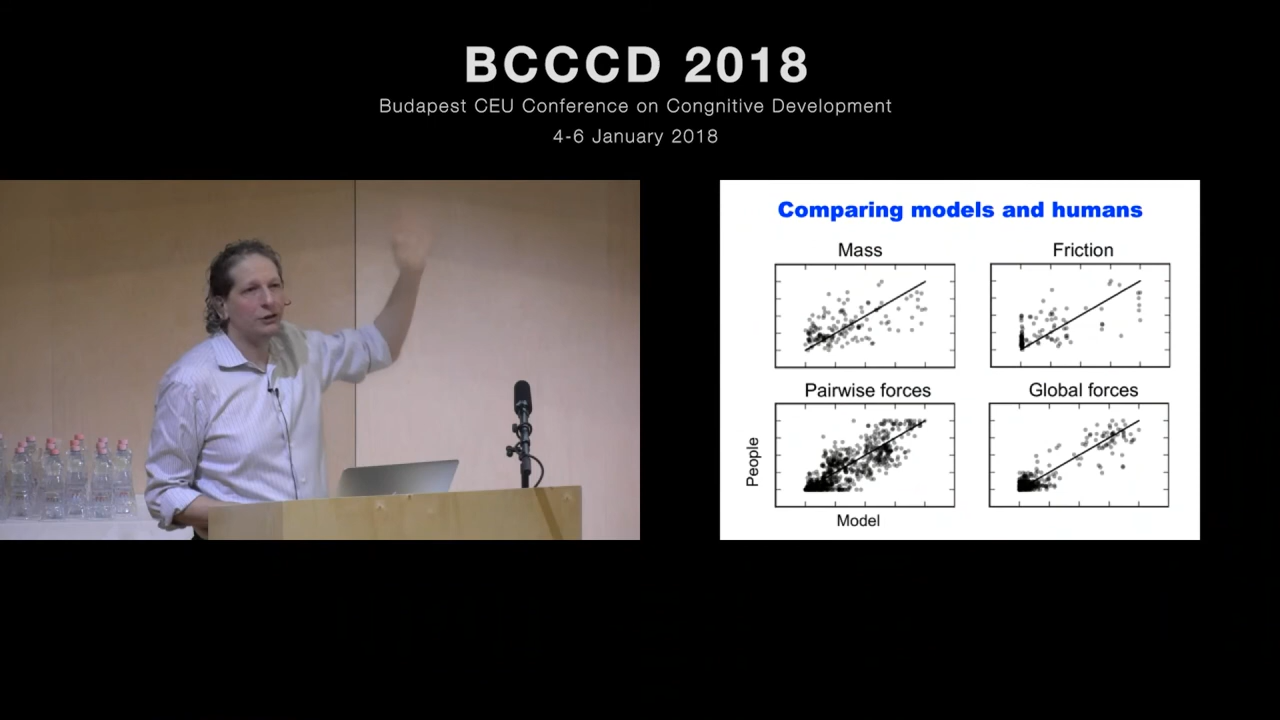 BCCCD 2018
Budapest CEU Conference on Congnitive Development
4-6 January 2018
Comparing models and humans
Mass
Friction
Pairwise forces
Global forces
People
Model